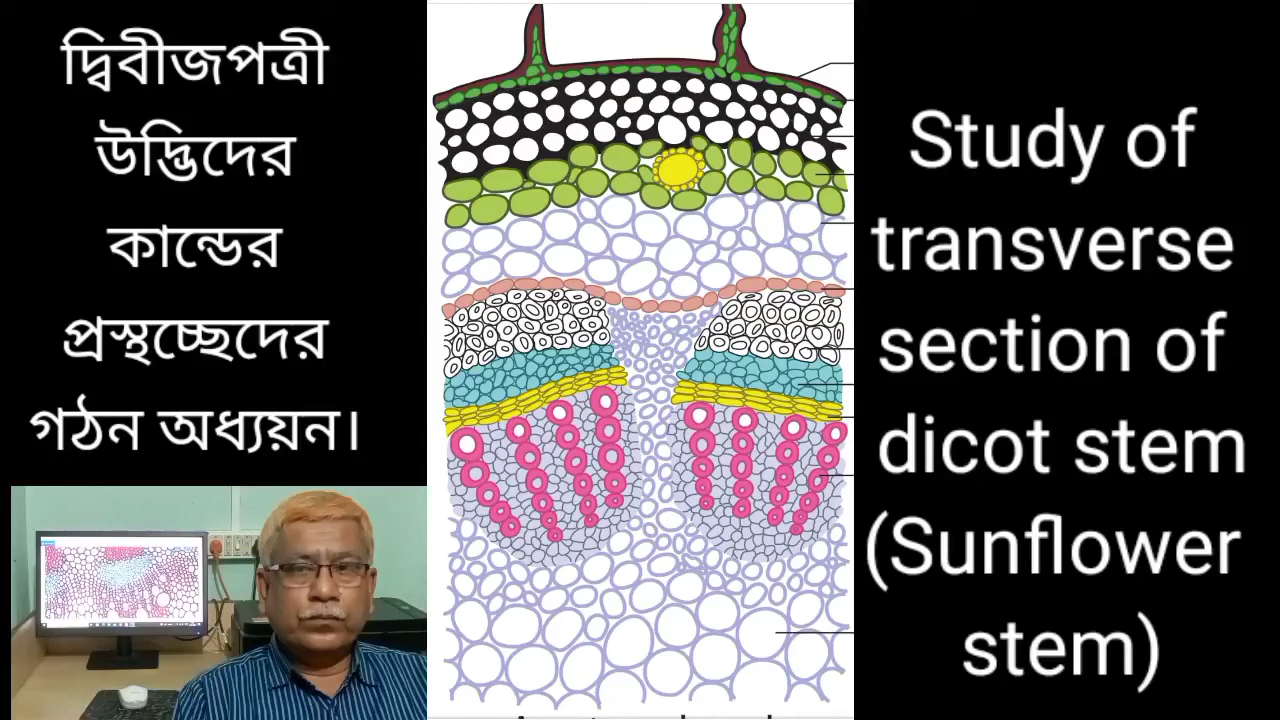 দ্বিবীজপত্রী
উদ্ভিদের
কান্ডের
প্রস্থচ্ছেদের
গঠন অধ্যয়ন।
Study of
transverse
section of
dicot stem
(Sunflower
stem)